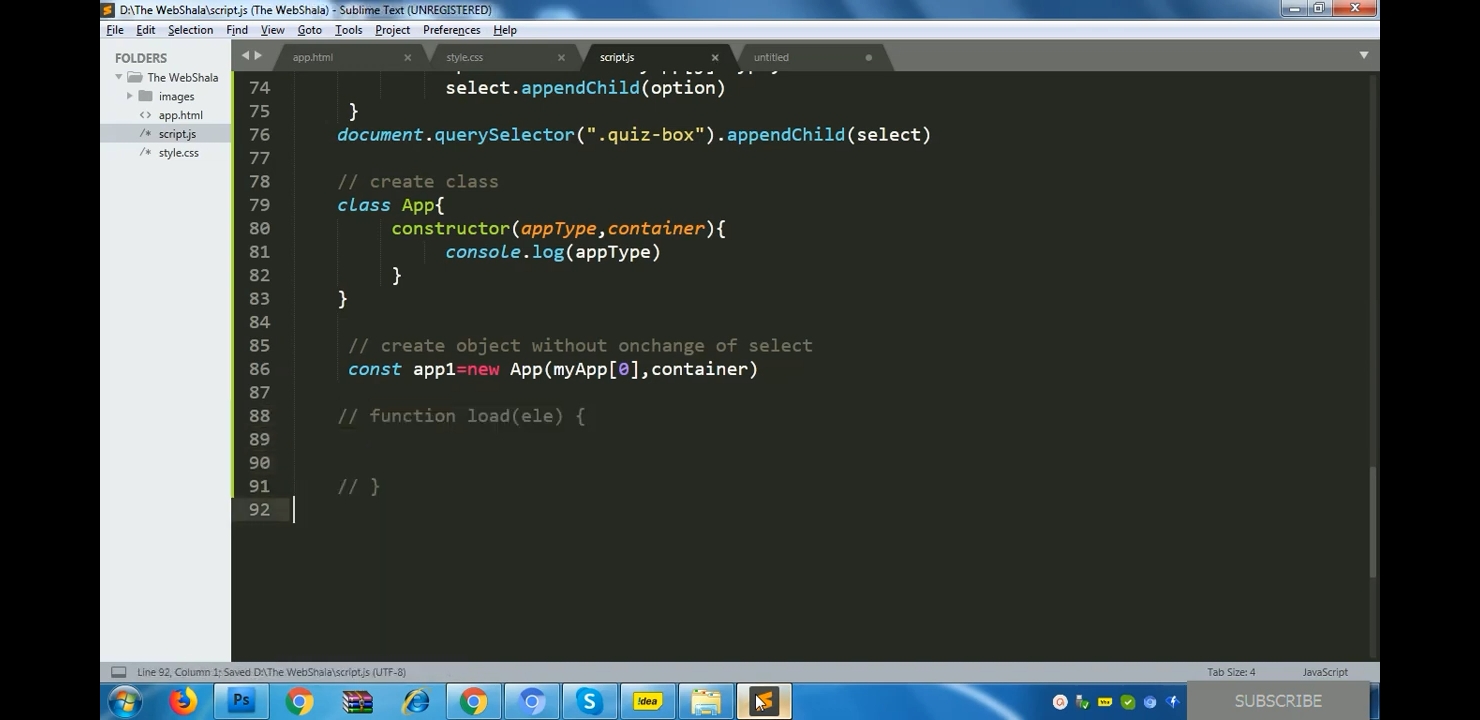 D:\The WebShala\script.js (The WebShala) - Sublime Text (UNREGISTERED)
File Edit Selection Find View Goto Tools Project Preferences Help
FOLDERS
The WebShala
images
app.html
script.js
style.css
app.html style.css script.js untitled
74 select.appendChild(option)
75 }
76 document.querySelector(".quiz-box").appendChild(select)
77
78 // create class
79 class App{
80 constructor(appType,container){
81 console.log(appType)
82 }
83 }
84
85 // create object without onchange of select
86 const app1=new App(myApp[0],container)
87
88 // function load(ele) {
89
90
91 // }
92
Line 92, Column 1; Saved D:\The WebShala\script.js (UTF-8) Tab Size: 4 JavaScript
Ps
!dea
SUBSCRIBE